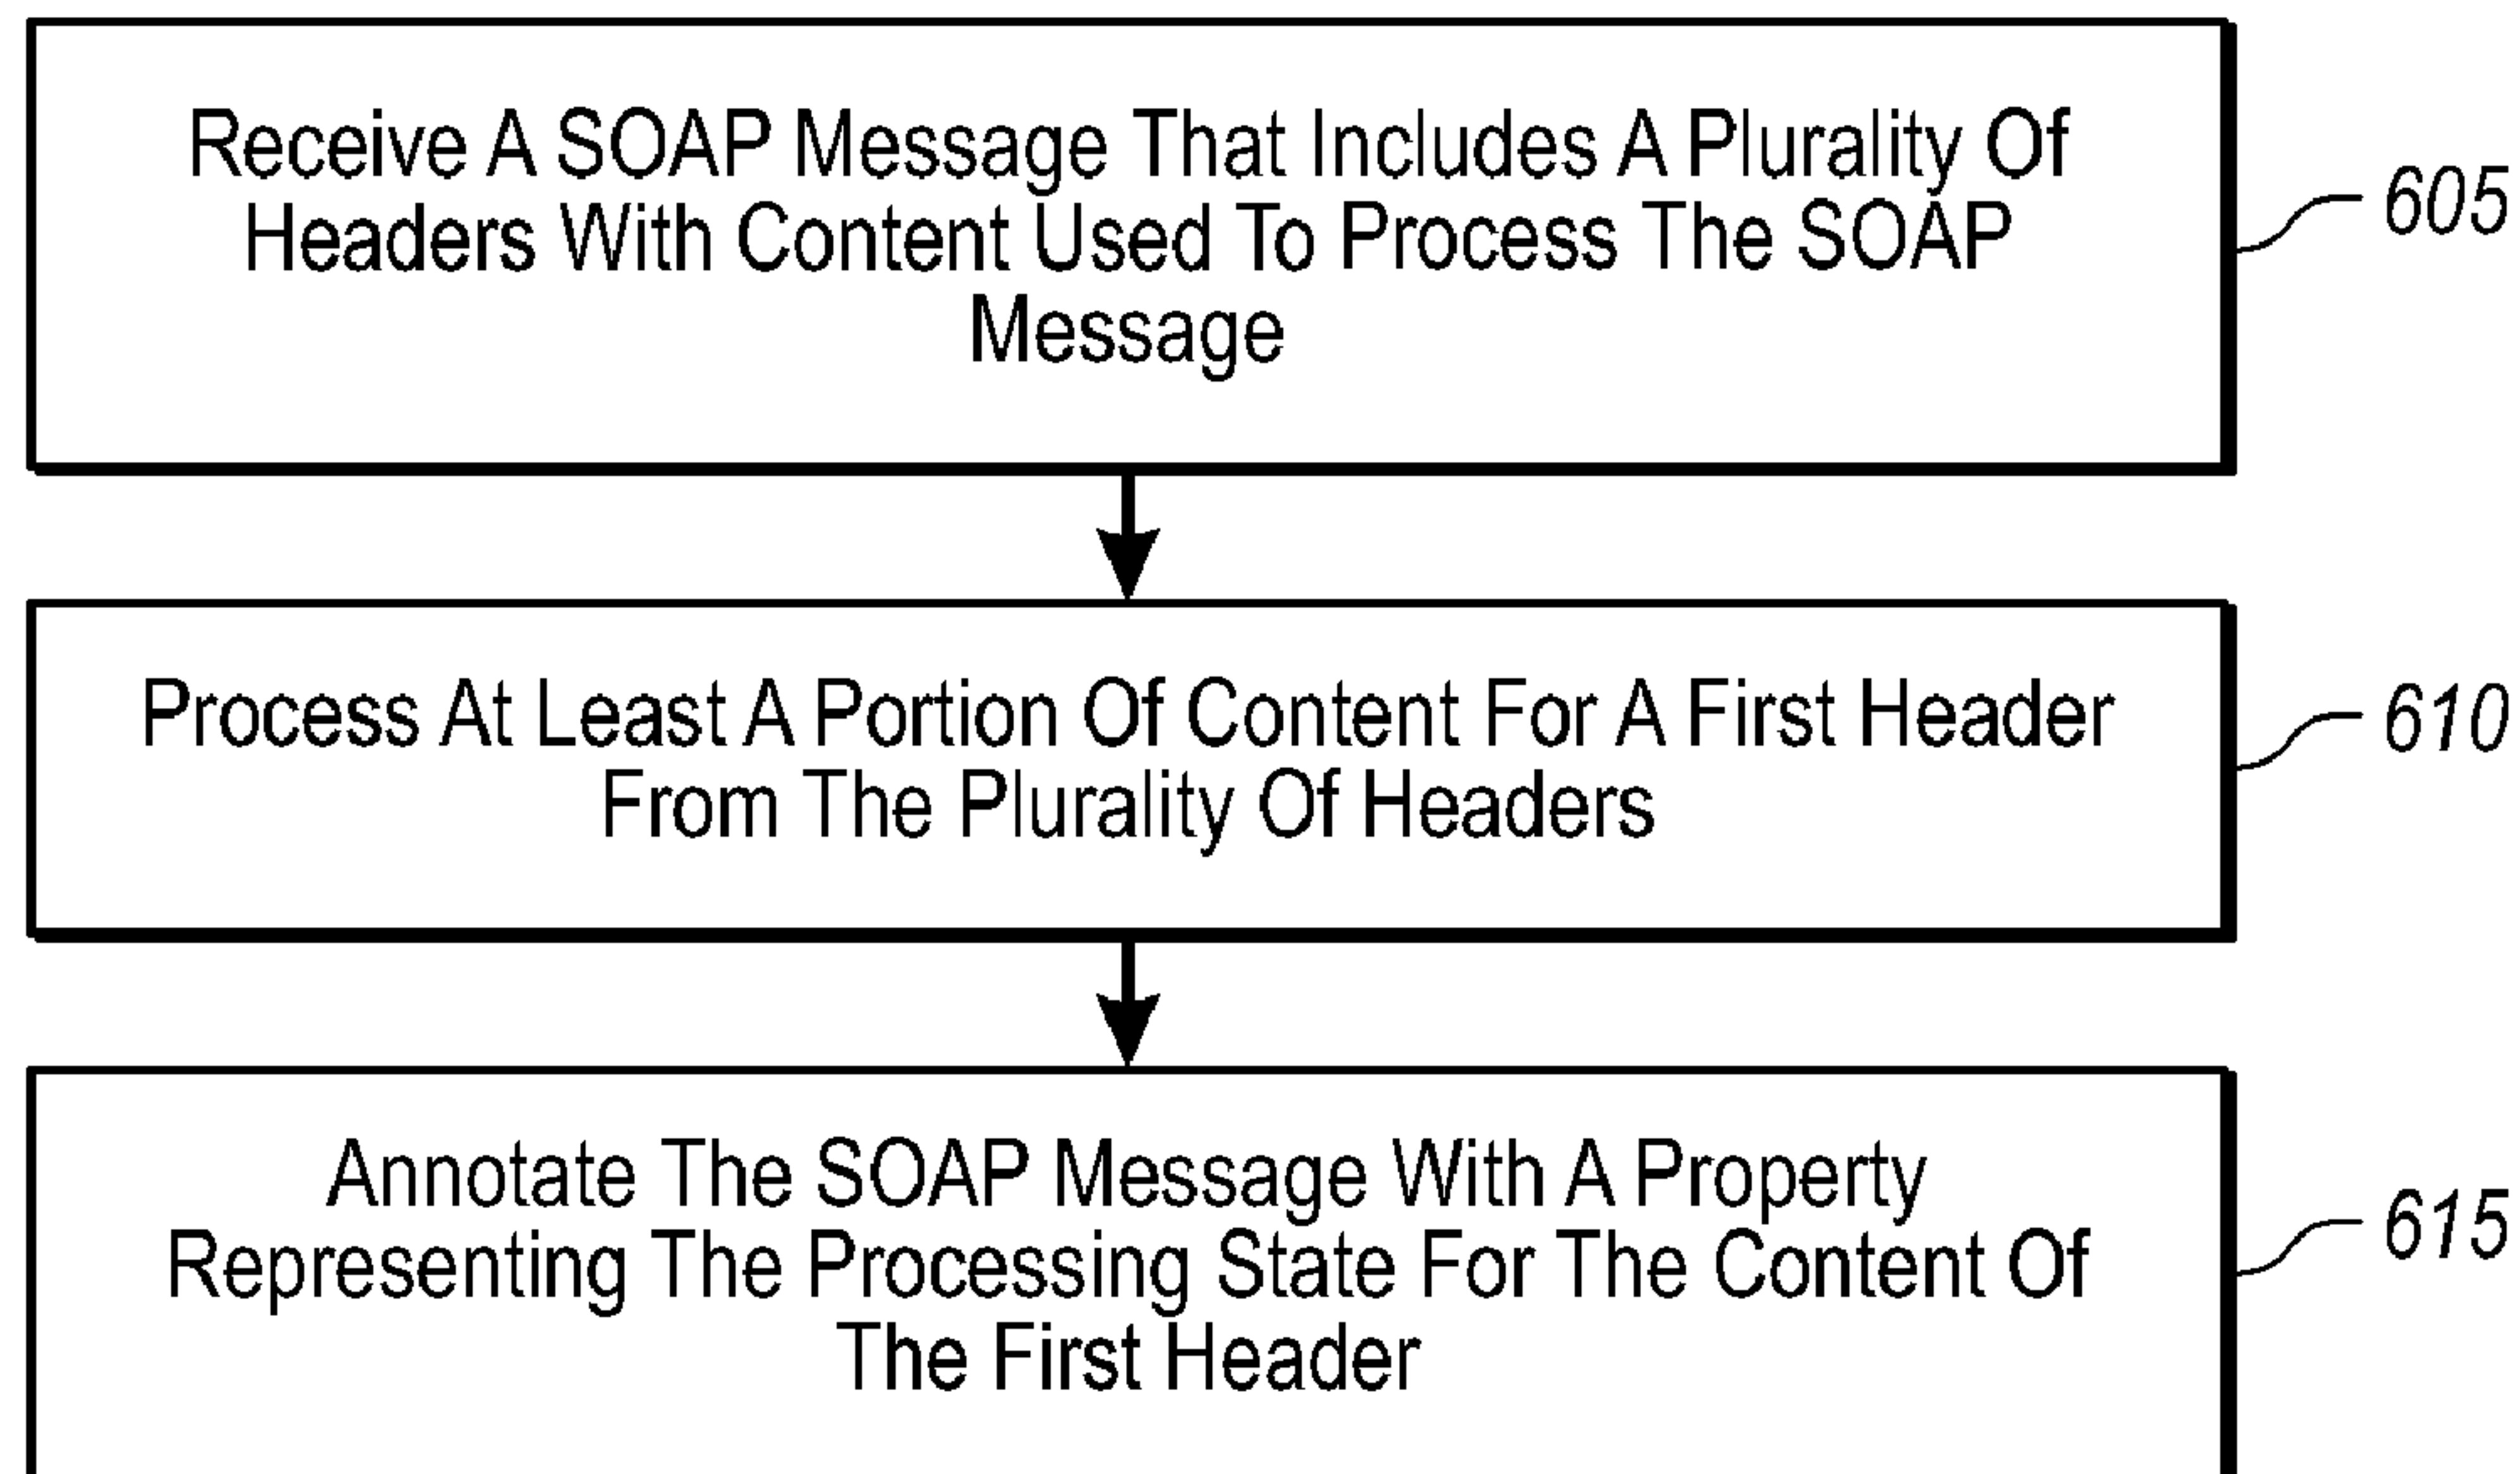 Receive A SOAP Message That Includes A Plurality Of
Headers With Content Used To Process The SOAP
Message
605
Process At Least A Portion Of Content For A First Header
From The Plurality Of Headers
610
Annotate The SOAP Message With A Property
Representing The Processing State For The Content Of
The First Header
615